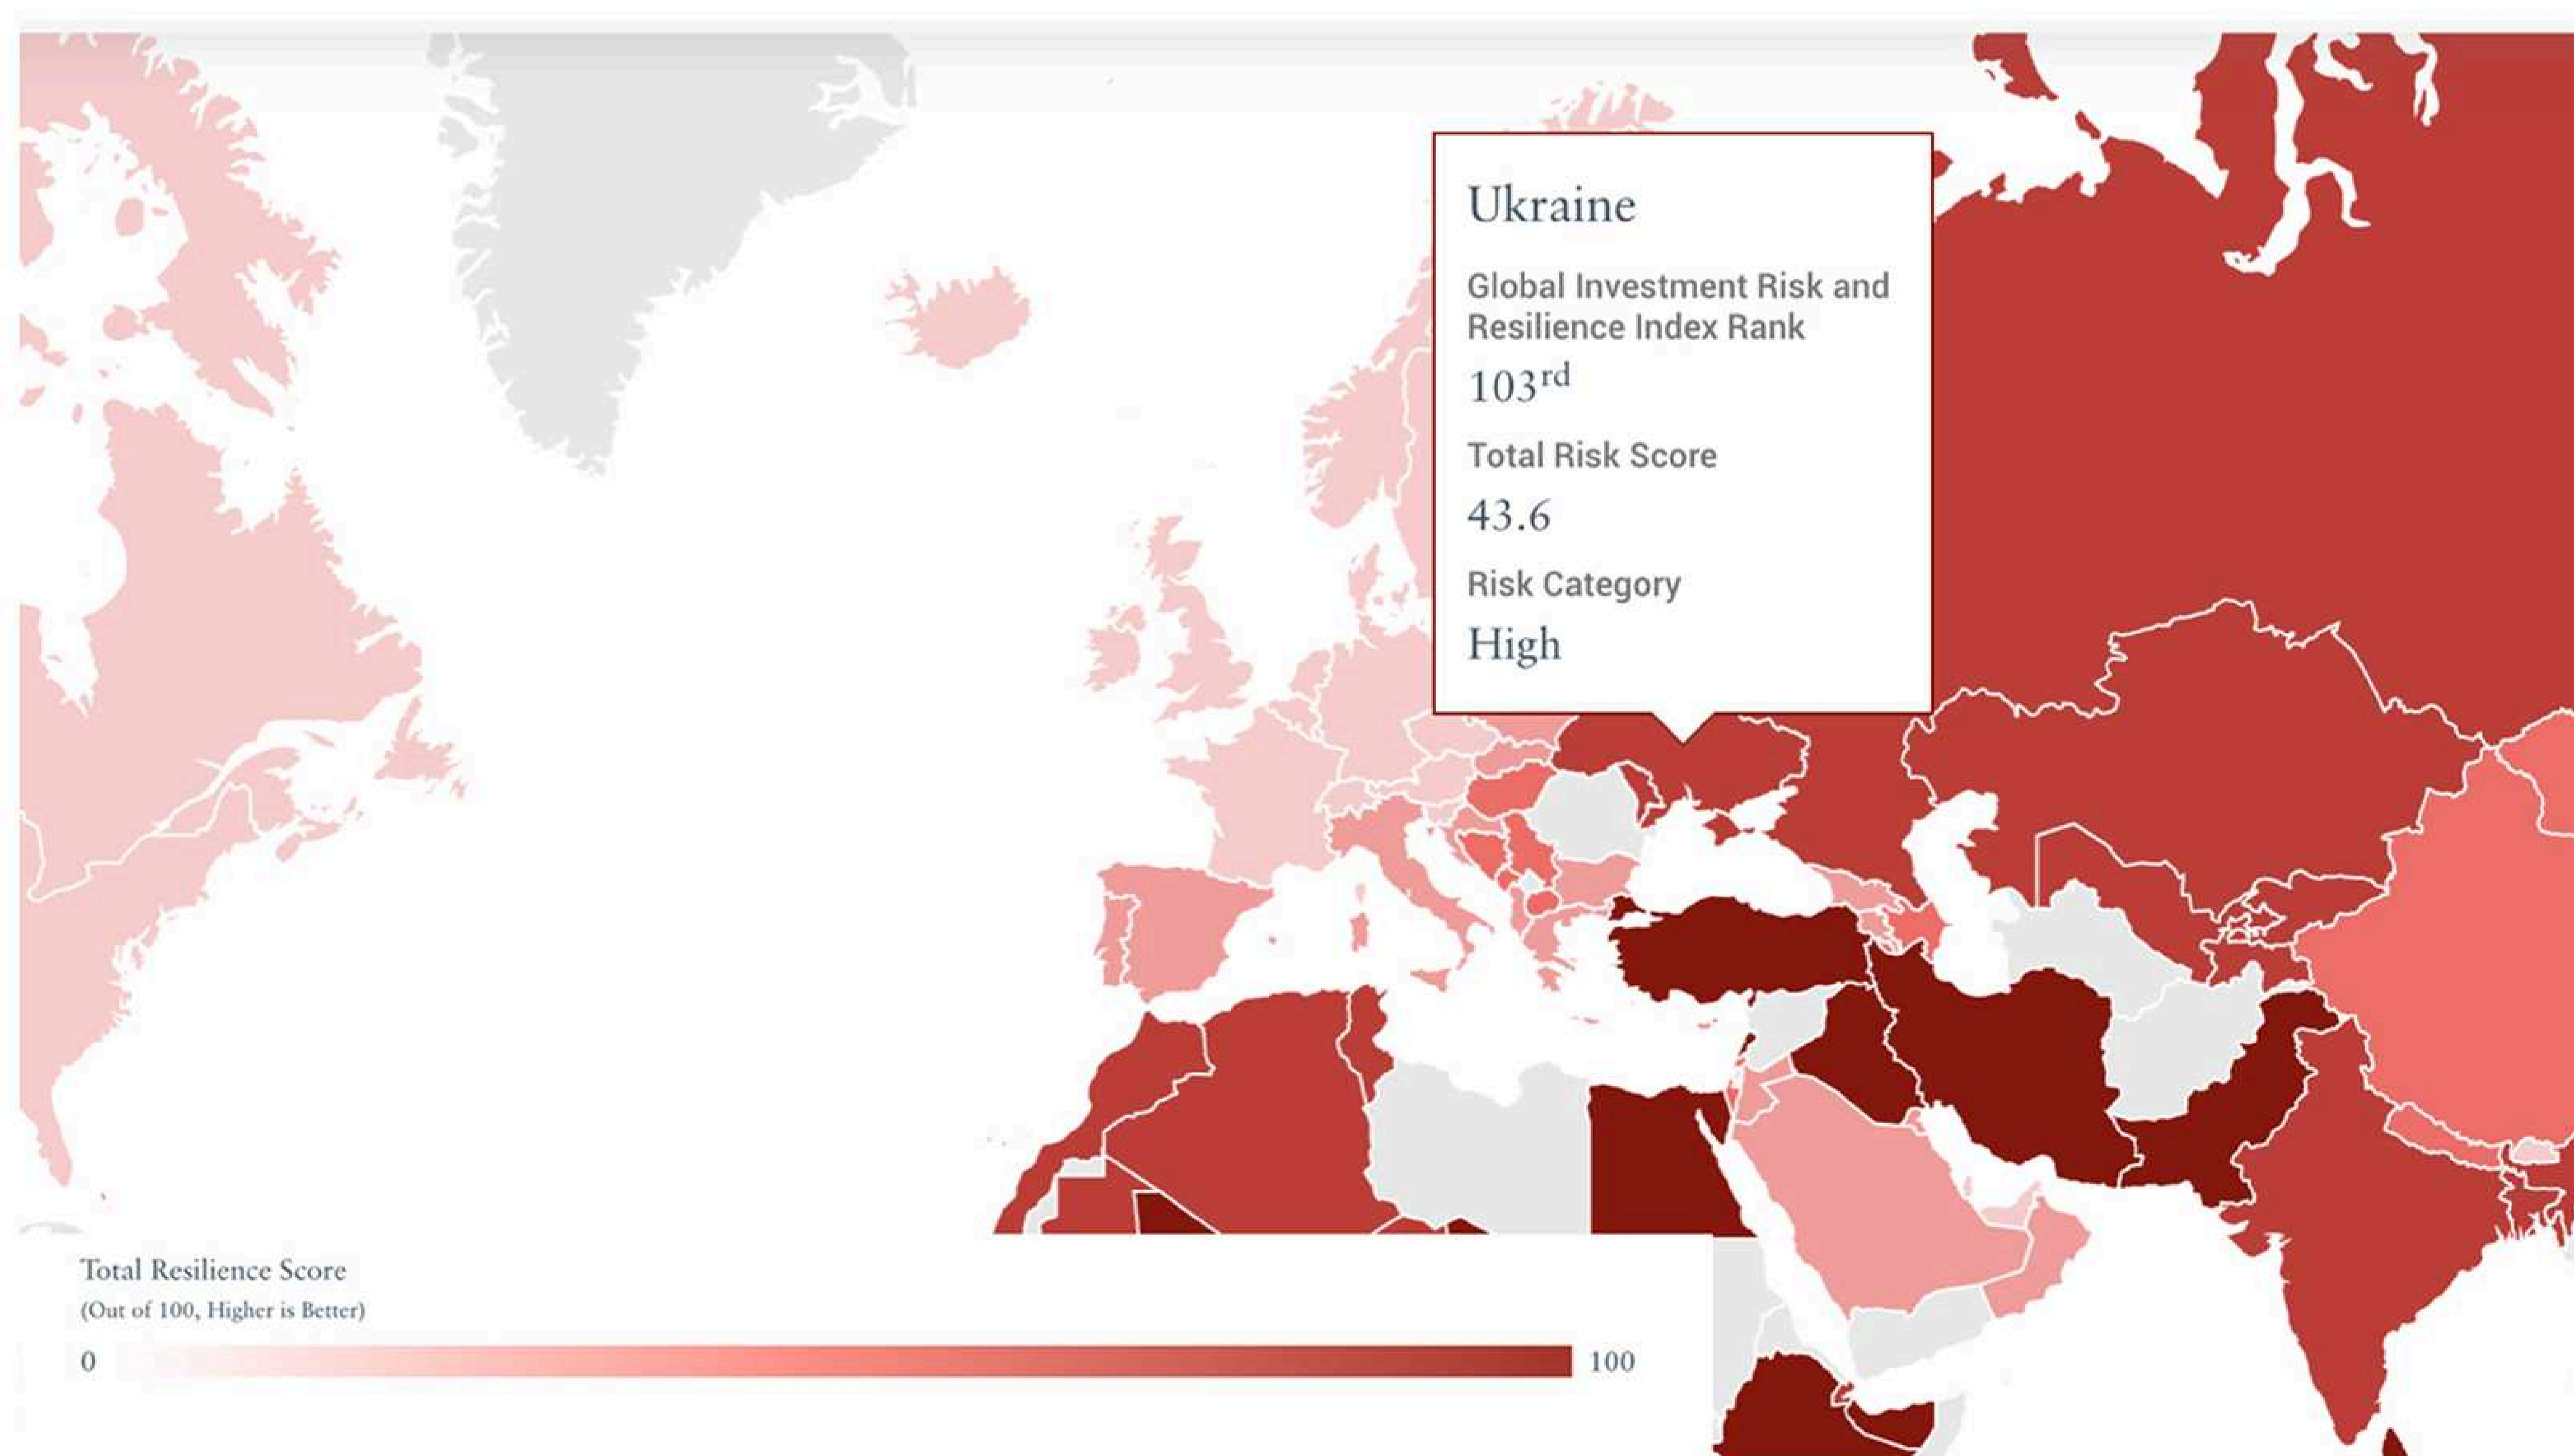 Ukraine
Global Investment Risk and
Resilience Index Rank
103rd
Total Risk Score
43.6
Risk Category
High
Total Resilience Score
(Out of 100, Higher is Better)
0 100